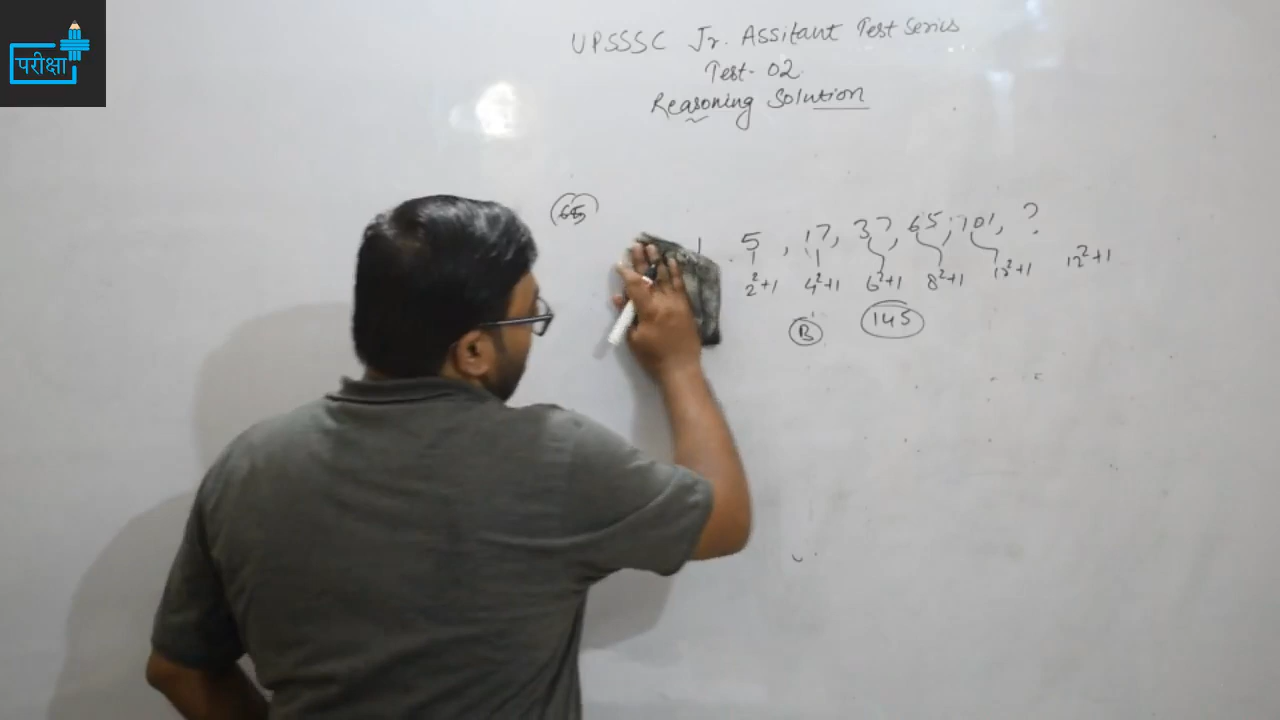 परीक्षा
UPSSSC Jr. Assitant Test Series
Test-02
Reasoning Solution
65
5, 17, 37, 65, 101, ?
2²+1 4²+1 6²+1 8²+1 10²+1 12²+1
B 145